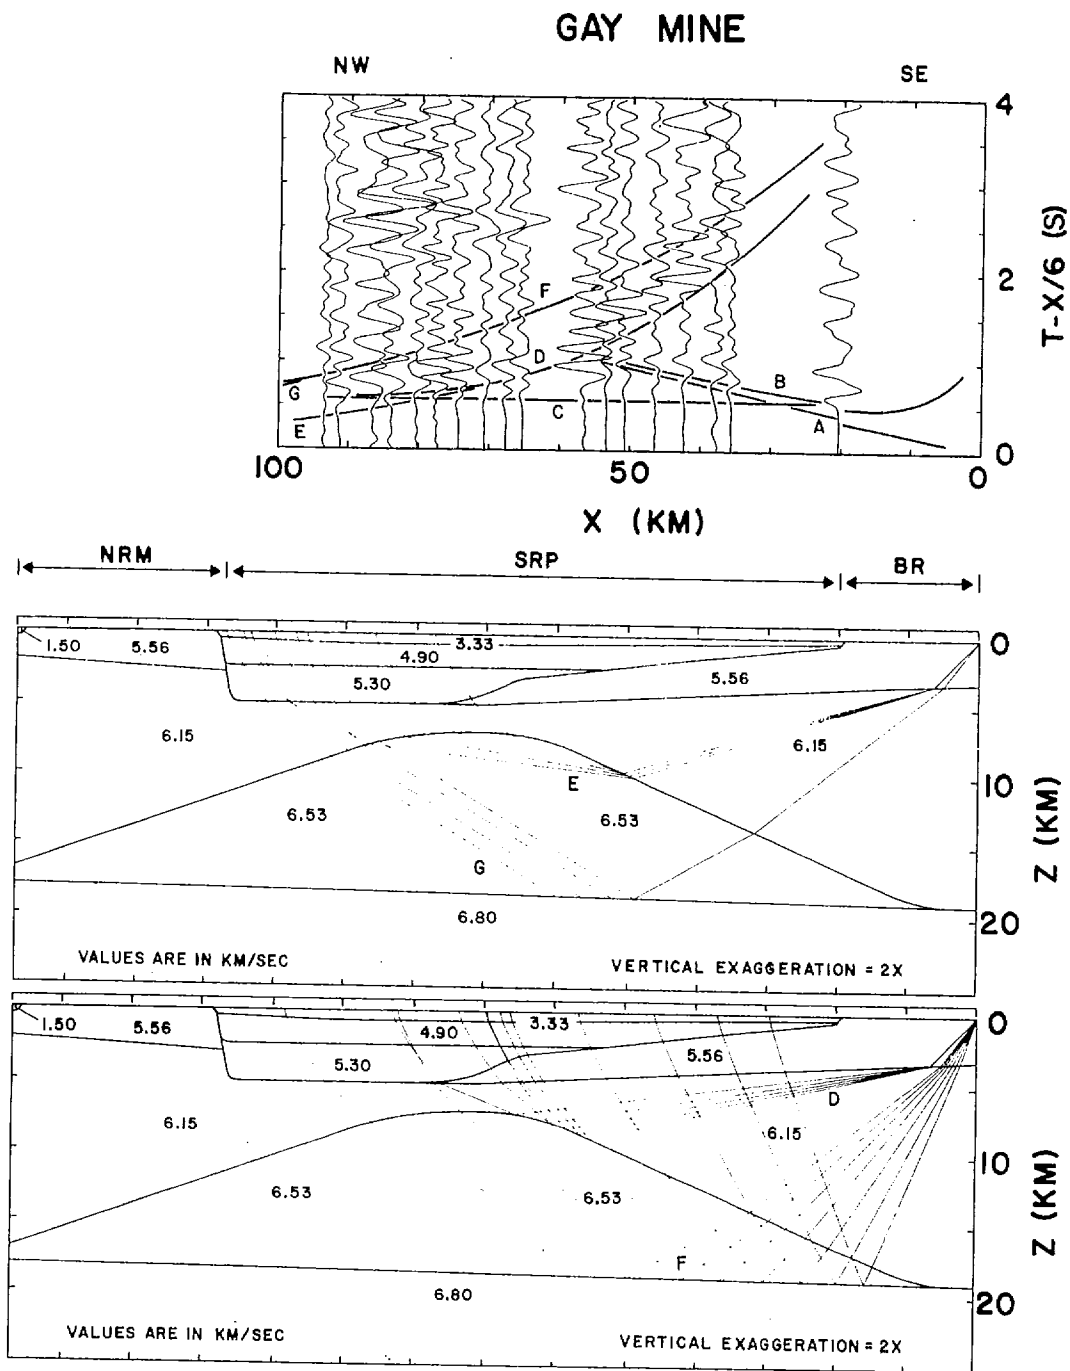 GAY MINE
NW SE
4
2
0
T-X/6 (S)
F
D
B
G
C
A
E
100 50 0
X (KM)
NRM SRP BR
1.50 5.56 3.33 0
4.90
5.30 5.56
6.15 6.15
E 10
6.53 6.53
G
6.80 20
Z (KM)
VALUES ARE IN KM/SEC VERTICAL EXAGGERATION = 2X
1.50 5.56 4.90 3.33 0
5.30 5.56
D
6.15 6.15
10
6.53 6.53
F
6.80 20
Z (KM)
VALUES ARE IN KM/SEC VERTICAL EXAGGERATION = 2X